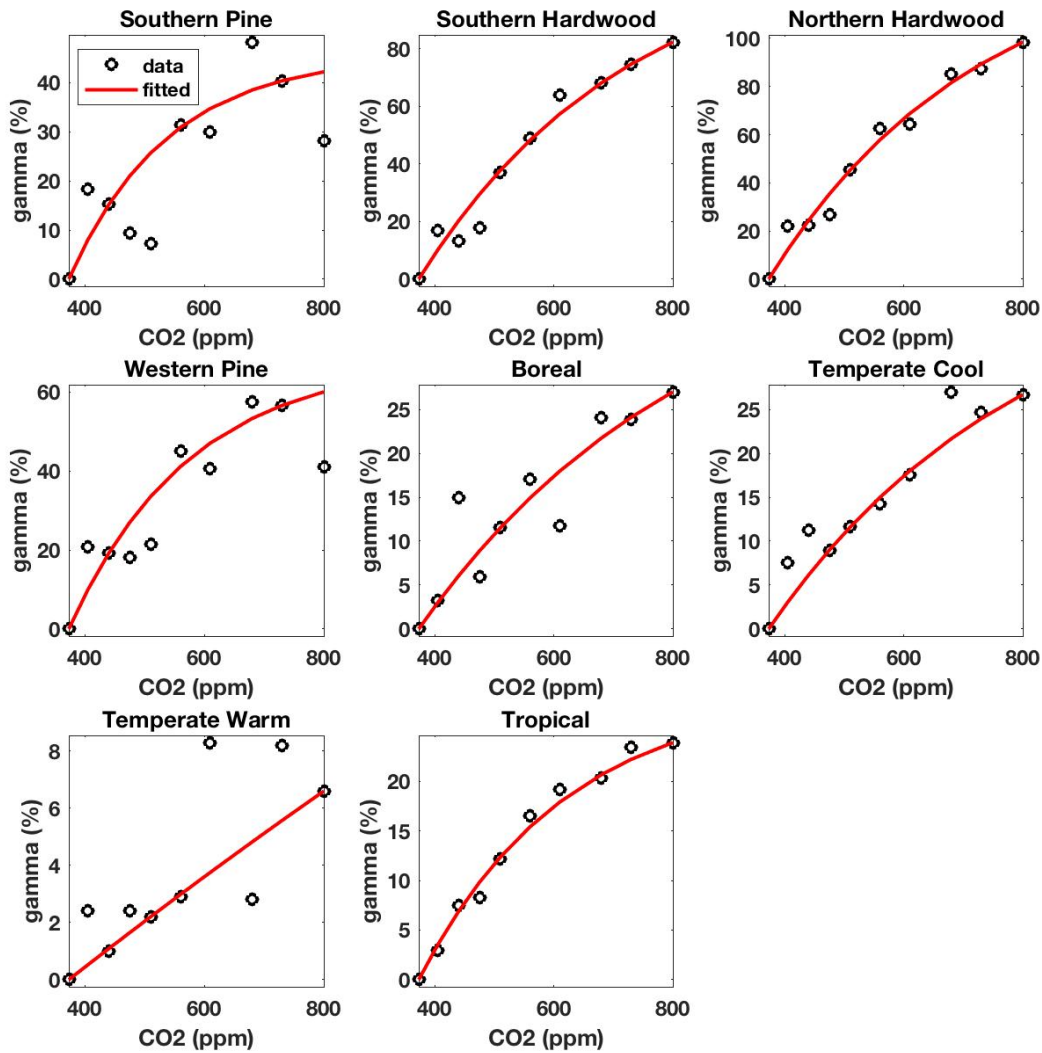 Southern Pine
data
fitted
40
30
20
10
0
gamma (%)
400 600 800
CO2 (ppm)
Southern Hardwood
80
60
40
20
0
gamma (%)
400 600 800
CO2 (ppm)
Northern Hardwood
100
80
60
40
20
0
gamma (%)
400 600 800
CO2 (ppm)
Western Pine
60
40
20
0
gamma (%)
400 600 800
CO2 (ppm)
Boreal
25
20
15
10
5
0
gamma (%)
400 600 800
CO2 (ppm)
Temperate Cool
25
20
15
10
5
0
gamma (%)
400 600 800
CO2 (ppm)
Temperate Warm
8
6
4
2
0
gamma (%)
400 600 800
CO2 (ppm)
Tropical
20
15
10
5
0
gamma (%)
400 600 800
CO2 (ppm)